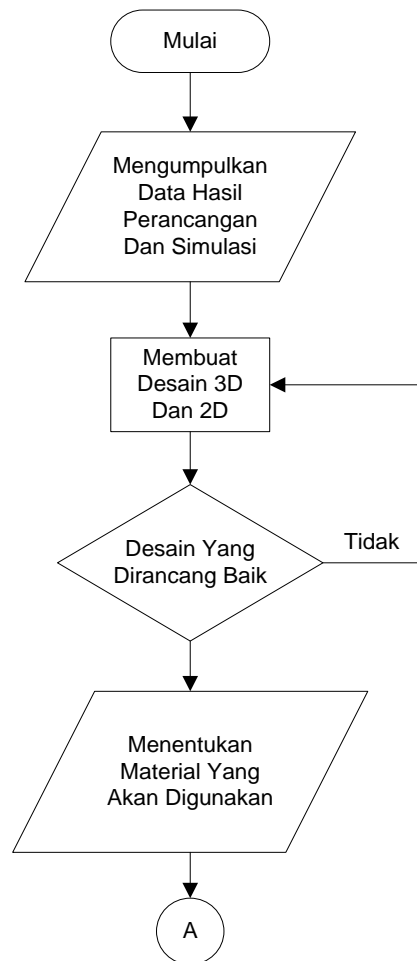 Mulai
Mengumpulkan
Data Hasil
Perancangan
Dan Simulasi
Membuat
Desain 3D
Dan 2D
Desain Yang
Dirancang Baik
Tidak
Menentukan
Material Yang
Akan Digunakan
A